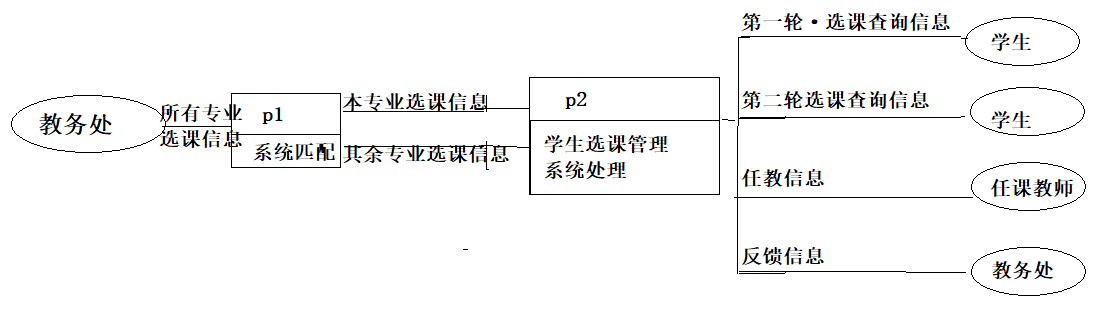 教务处
所有专业
选课信息
p1
系统匹配
本专业选课信息
其余专业选课信息
p2
学生选课管理
系统处理
第一轮·选课查询信息
学生
第二轮选课查询信息
学生
任教信息
任课教师
反馈信息
教务处